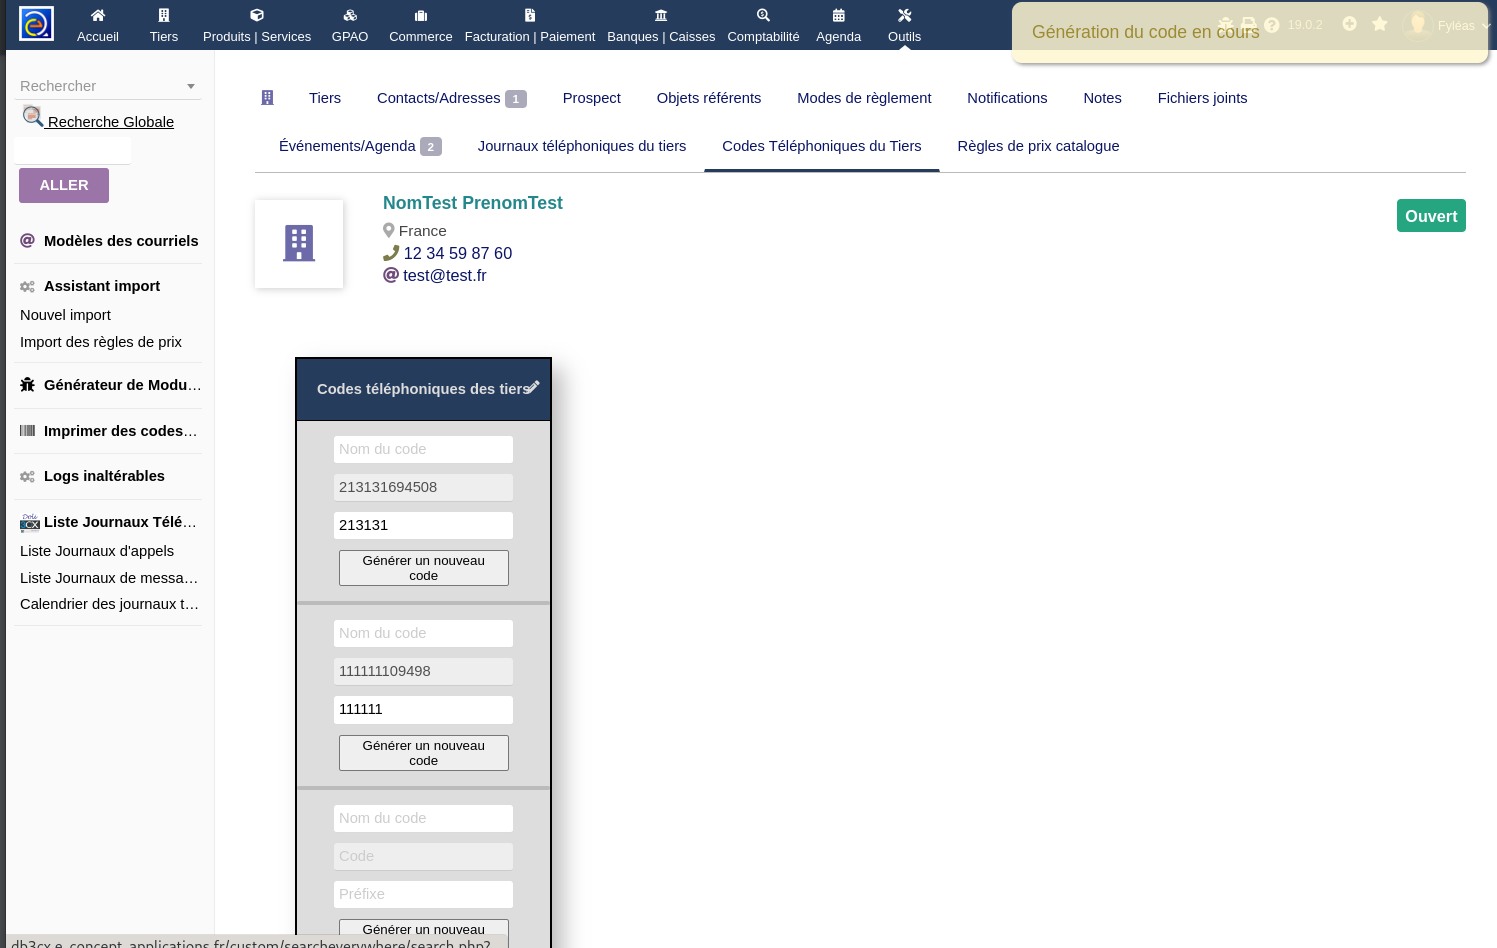 Accueil
Tiers
Produits | Services
GPAO
Commerce
Facturation | Paiement
Banques | Caisses
Comptabilité
Agenda
Outils
Génération du code en cours
19.0.2
Fyléas
Rechercher
Recherche Globale
ALLER
Modèles des courriels
Assistant import
Nouvel import
Import des règles de prix
Générateur de Modu…
Imprimer des codes…
Logs inaltérables
Liste Journaux Télé…
Liste Journaux d'appels
Liste Journaux de messa…
Calendrier des journaux t…
Tiers
Contacts/Adresses 1
Prospect
Objets référents
Modes de règlement
Notifications
Notes
Fichiers joints
Événements/Agenda 2
Journaux téléphoniques du tiers
Codes Téléphoniques du Tiers
Règles de prix catalogue
NomTest PrenomTest
Ouvert
France
12 34 59 87 60
test@test.fr
Codes téléphoniques des tiers
Nom du code
213131694508
213131
Générer un nouveau
code
Nom du code
111111109498
111111
Générer un nouveau
code
Nom du code
Code
Préfixe
Générer un nouveau
db3cx.e-concept-applications.fr/custom/searcheverywhere/search.php?